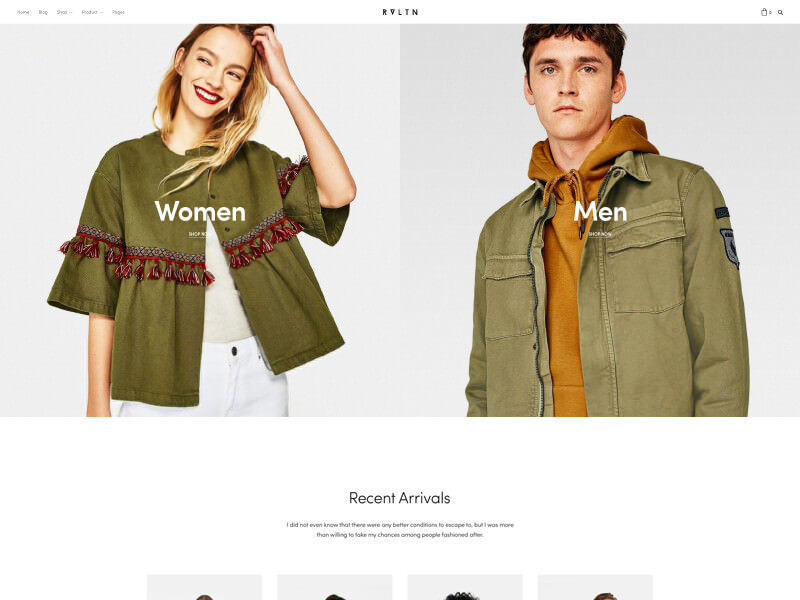 Home Blog Shop Product Pages
RVLTN
0
Women
SHOP NOW
Men
SHOP NOW
Recent Arrivals
I did not even know that there were any better conditions to escape to, but I was more
than willing to take my chances among people fashioned after.